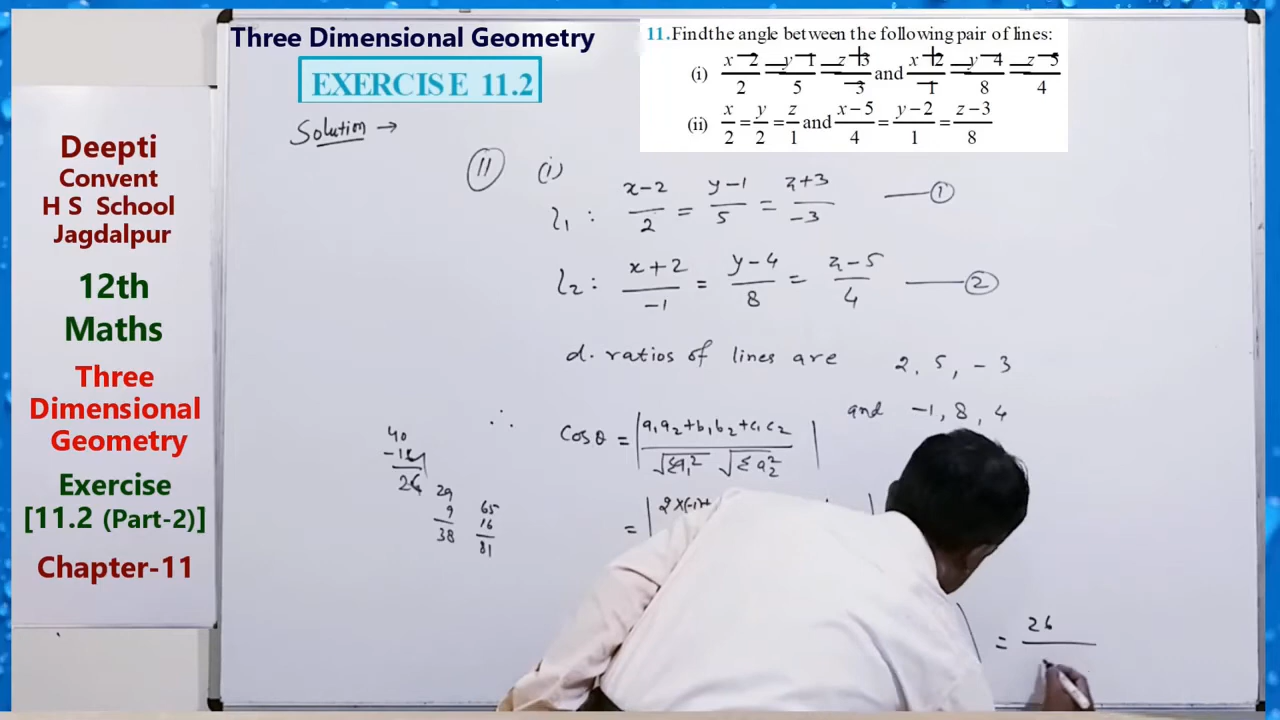 Three Dimensional Geometry
EXERCISE 11.2
11. Find the angle between the following pair of lines:
(i) x-2/2 = y-1/5 = z+3/-3 and x+2/-1 = y-4/8 = z-5/4
(ii) x/2 = y/2 = z/1 and x-5/4 = y-2/1 = z-3/8
Deepti
Convent
H S School
Jagdalpur
12th
Maths
Three
Dimensional
Geometry
Exercise
[11.2 (Part-2)]
Chapter-11
Solution →
11 (i)
l₁ : x-2/2 = y-1/5 = z+3/-3 —— 1
l₂ : x+2/-1 = y-4/8 = z-5/4 —— 2
d. ratios of lines are 2, 5, -3
and -1, 8, 4
∴ Cosθ = |a₁a₂+b₁b₂+c₁c₂ / √Σa₁² √Σa₂²|
= |2×(-1)+
40
-14
26
29
9
38
65
16
81
= 26